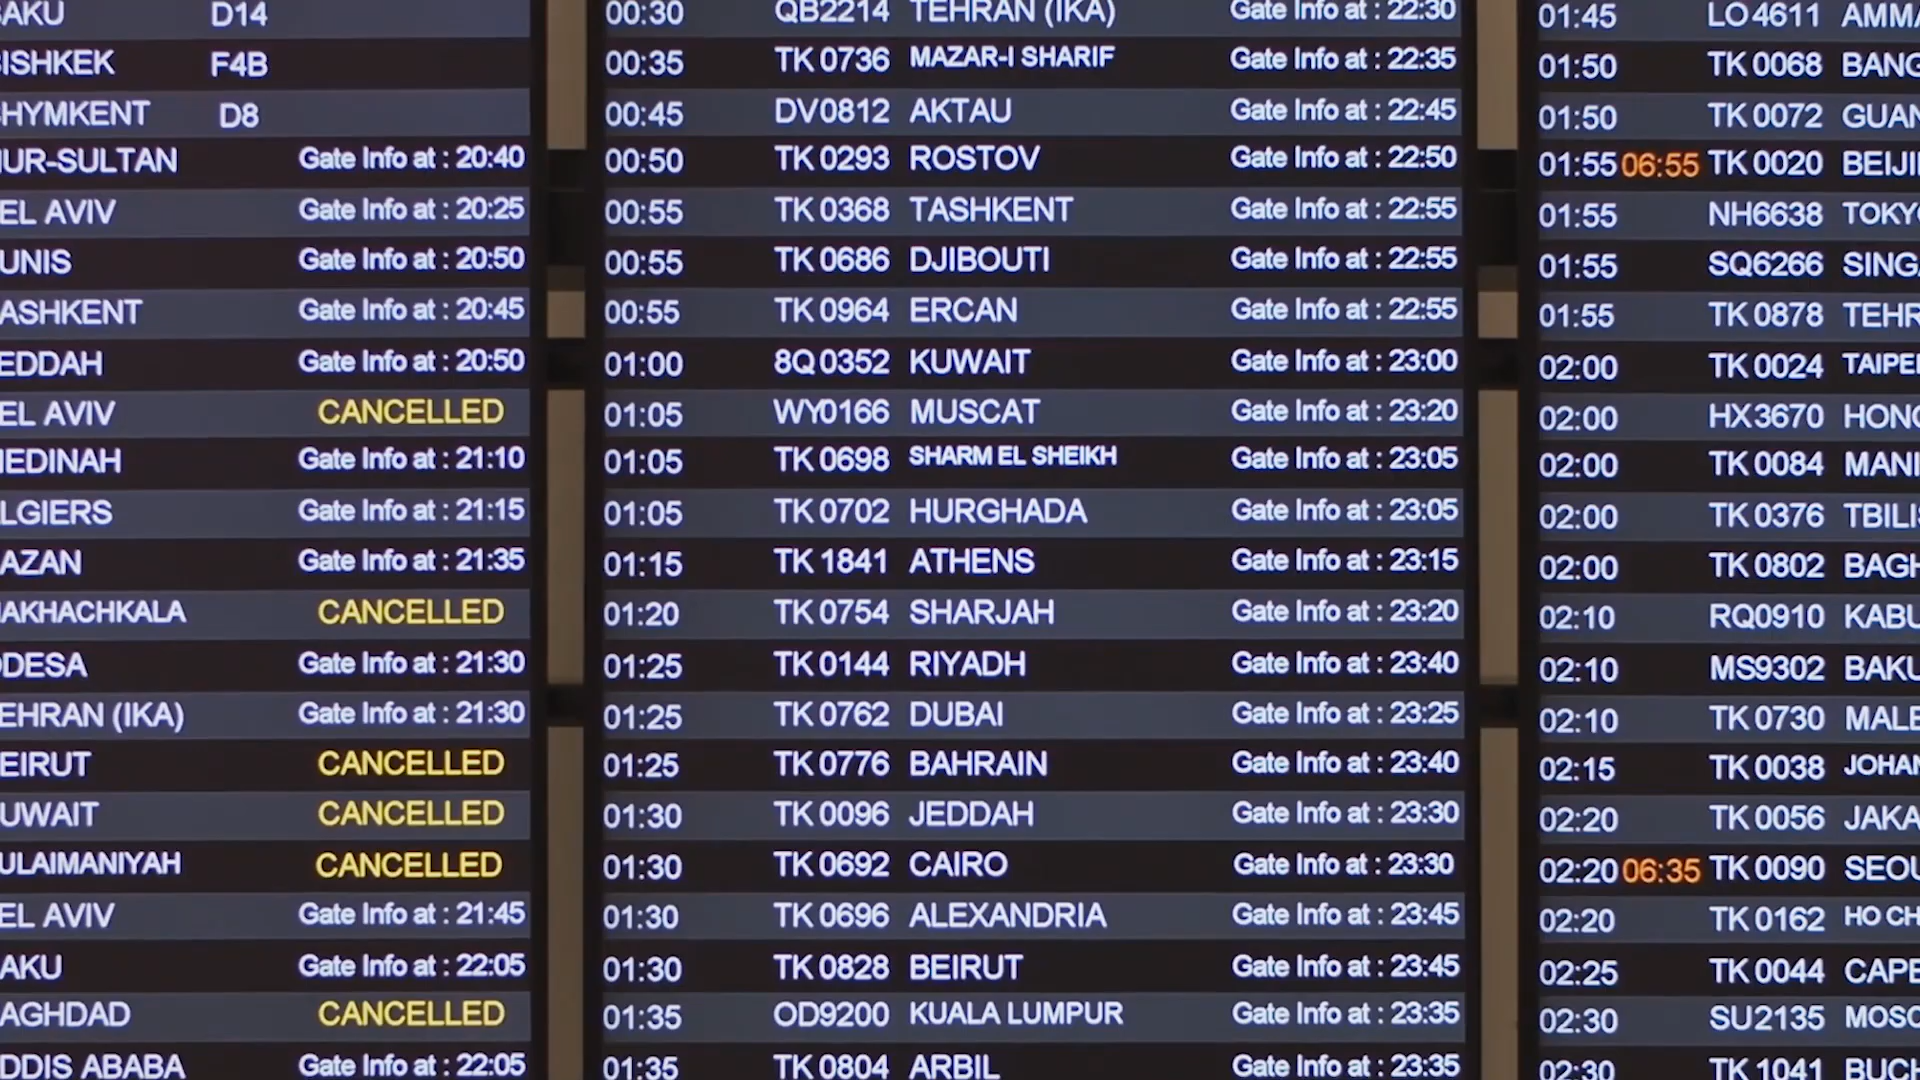 BAKU D14
BISHKEK F4B
SHYMKENT D8
NUR-SULTAN Gate Info at : 20:40
EL AVIV Gate Info at : 20:25
UNIS Gate Info at : 20:50
ASHKENT Gate Info at : 20:45
EDDAH Gate Info at : 20:50
EL AVIV CANCELLED
MEDINAH Gate Info at : 21:10
LGIERS Gate Info at : 21:15
AZAN Gate Info at : 21:35
MAKHACHKALA CANCELLED
ODESA Gate Info at : 21:30
EHRAN (IKA) Gate Info at : 21:30
EIRUT CANCELLED
UWAIT CANCELLED
ULAIMANIYAH CANCELLED
EL AVIV Gate Info at : 21:45
AKU Gate Info at : 22:05
AGHDAD CANCELLED
DDIS ABABA Gate Info at : 22:05
00:30 QB2214 TEHRAN (IKA) Gate Info at : 22:30
00:35 TK 0736 MAZAR-I SHARIF Gate Info at : 22:35
00:45 DV0812 AKTAU Gate Info at : 22:45
00:50 TK 0293 ROSTOV Gate Info at : 22:50
00:55 TK 0368 TASHKENT Gate Info at : 22:55
00:55 TK 0686 DJIBOUTI Gate Info at : 22:55
00:55 TK 0964 ERCAN Gate Info at : 22:55
01:00 8Q 0352 KUWAIT Gate Info at : 23:00
01:05 WY0166 MUSCAT Gate Info at : 23:20
01:05 TK 0698 SHARM EL SHEIKH Gate Info at : 23:05
01:05 TK 0702 HURGHADA Gate Info at : 23:05
01:15 TK 1841 ATHENS Gate Info at : 23:15
01:20 TK 0754 SHARJAH Gate Info at : 23:20
01:25 TK 0144 RIYADH Gate Info at : 23:40
01:25 TK 0762 DUBAI Gate Info at : 23:25
01:25 TK 0776 BAHRAIN Gate Info at : 23:40
01:30 TK 0096 JEDDAH Gate Info at : 23:30
01:30 TK 0692 CAIRO Gate Info at : 23:30
01:30 TK 0696 ALEXANDRIA Gate Info at : 23:45
01:30 TK 0828 BEIRUT Gate Info at : 23:45
01:35 OD9200 KUALA LUMPUR Gate Info at : 23:35
01:35 TK 0804 ARBIL Gate Info at : 23:35
01:45 LO4611 AMMA
01:50 TK 0068 BANG
01:50 TK 0072 GUAN
01:55 06:55 TK 0020 BEIJI
01:55 NH6638 TOKYO
01:55 SQ6266 SINGA
01:55 TK 0878 TEHR
02:00 TK 0024 TAIPEI
02:00 HX3670 HONG
02:00 TK 0084 MANI
02:00 TK 0376 TBILIS
02:00 TK 0802 BAGH
02:10 RQ0910 KABU
02:10 MS9302 BAKU
02:10 TK 0730 MALE
02:15 TK 0038 JOHAN
02:20 TK 0056 JAKA
02:20 06:35 TK 0090 SEOU
02:20 TK 0162 HO CH
02:25 TK 0044 CAPE
02:30 SU2135 MOSC
02:30 TK 1041 BUCH